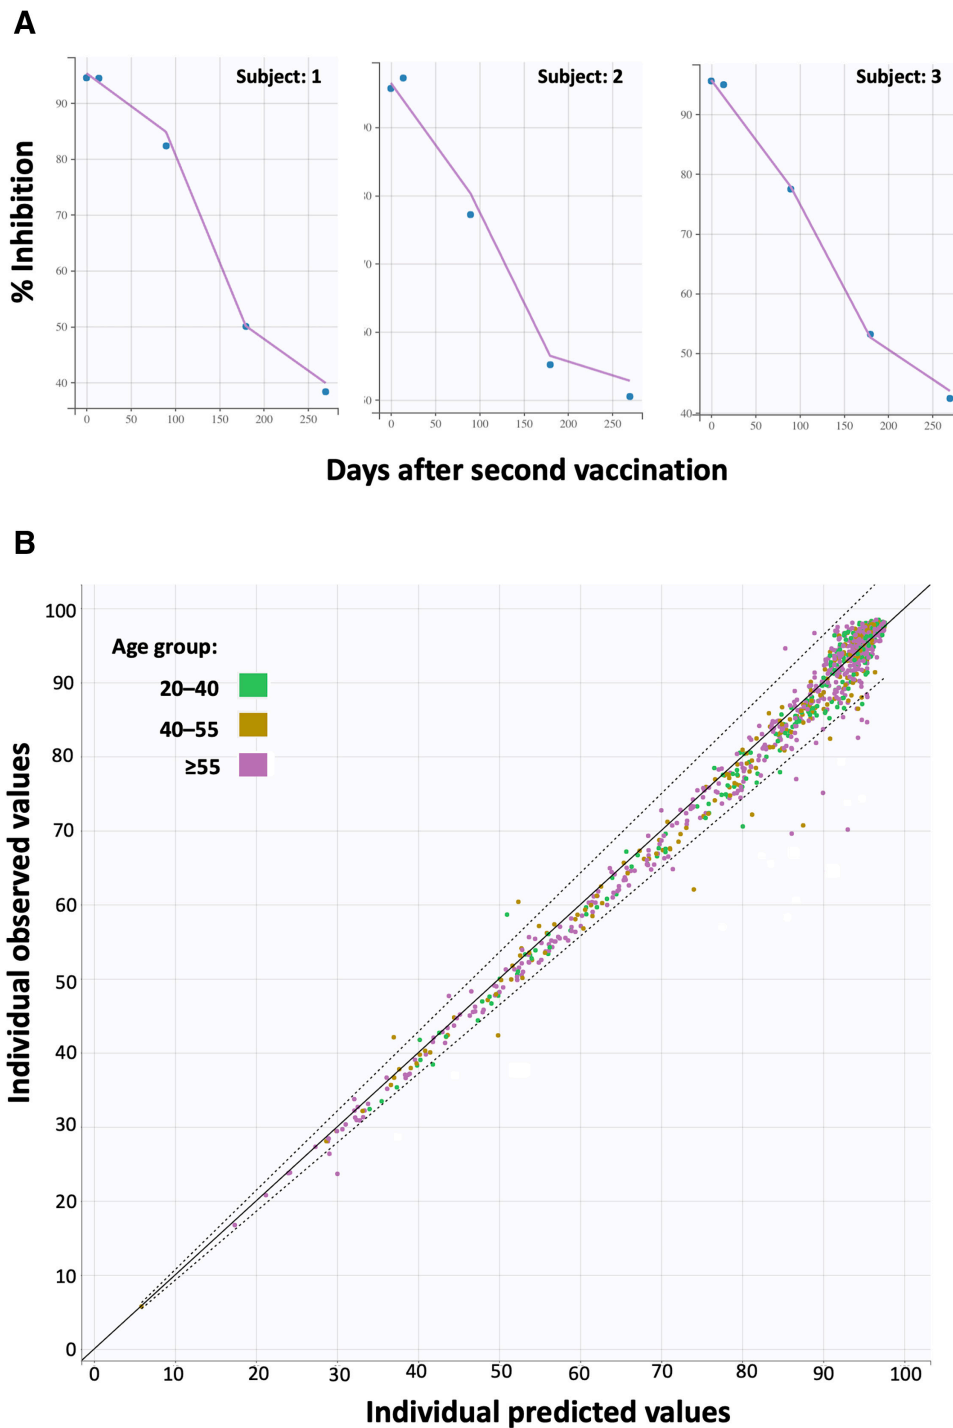 A
Subject: 1
Subject: 2
Subject: 3
% Inhibition
90
80
70
60
50
40
0 50 100 150 200 250
0 50 100 150 200 250
90
80
70
60
50
40
0 50 100 150 200 250
Days after second vaccination
B
Individual observed values
100
90
80
70
60
50
40
30
20
10
0
Age group:
20–40
40–55
≥55
0 10 20 30 40 50 60 70 80 90 100
Individual predicted values